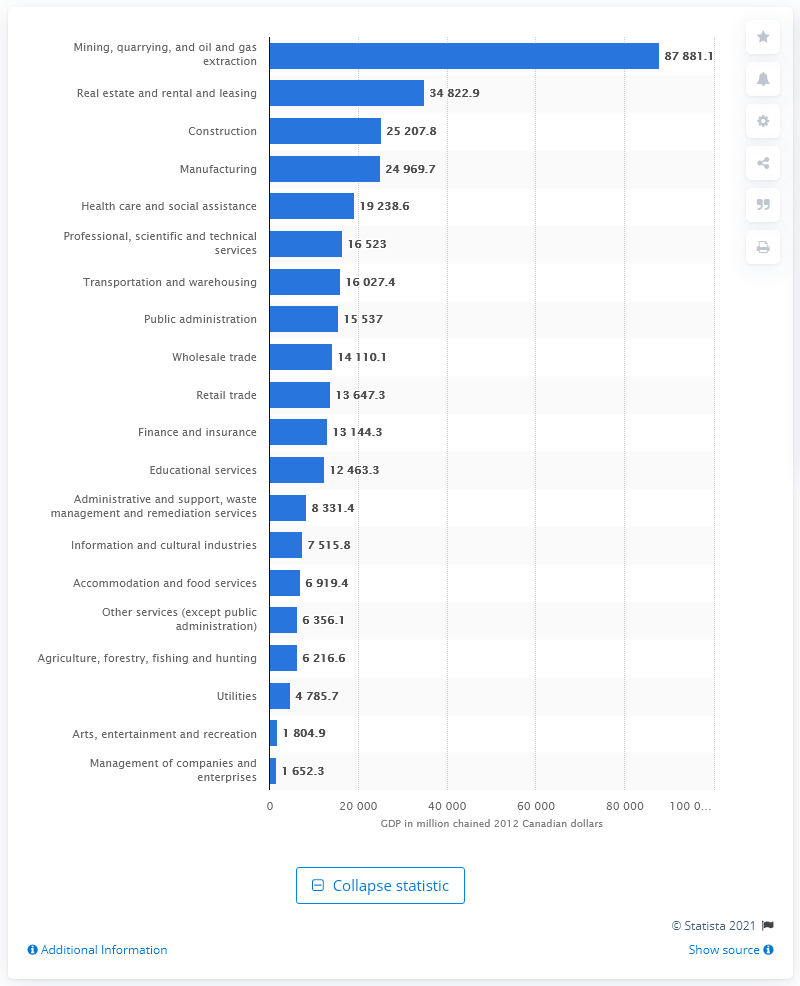 Mining, quarrying, and oil and gas
extraction
87 881.1
Real estate and rental and leasing
34 822.9
Construction
25 207.8
Manufacturing
24 969.7
Health care and social assistance
19 238.6
Professional, scientific and technical
services
16 523
Transportation and warehousing
16 027.4
Public administration
15 537
Wholesale trade
14 110.1
Retail trade
13 647.3
Finance and insurance
13 144.3
Educational services
12 463.3
Administrative and support, waste
management and remediation services
8 331.4
Information and cultural industries
7 515.8
Accommodation and food services
6 919.4
Other services (except public
administration)
6 356.1
Agriculture, forestry, fishing and hunting
6 216.6
Utilities
4 785.7
Arts, entertainment and recreation
1 804.9
Management of companies and
enterprises
1 652.3
0 20 000 40 000 60 000 80 000 100 0…
GDP in million chained 2012 Canadian dollars
Collapse statistic
© Statista 2021
Additional Information
Show source